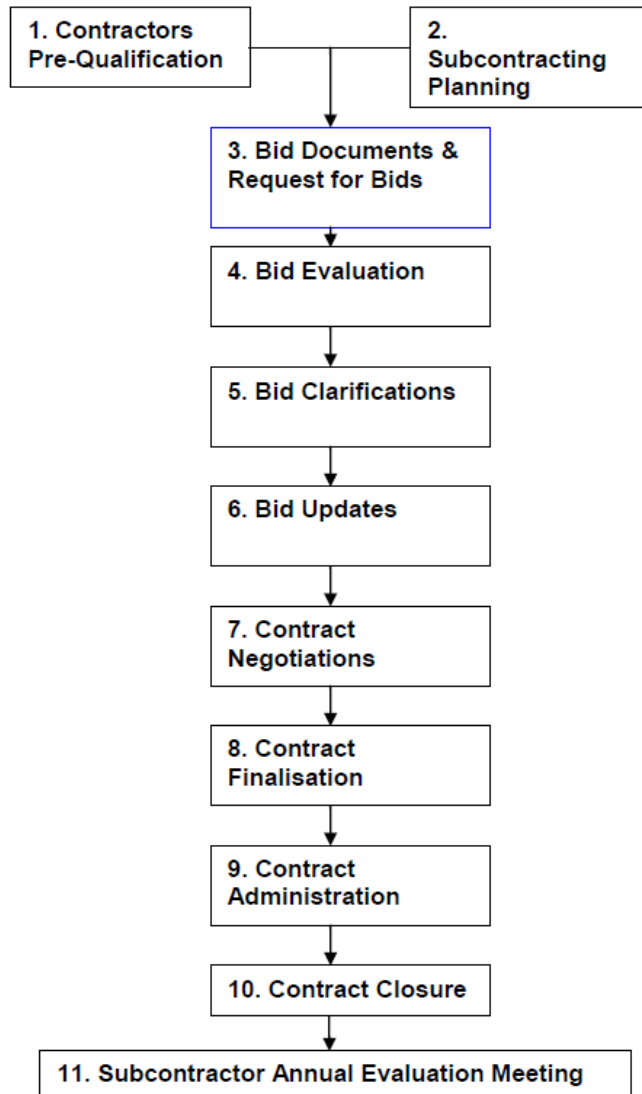 1. Contractors
Pre-Qualification
2.
Subcontracting
Planning
3. Bid Documents &
Request for Bids
4. Bid Evaluation
5. Bid Clarifications
6. Bid Updates
7. Contract
Negotiations
8. Contract
Finalisation
9. Contract
Administration
10. Contract Closure
11. Subcontractor Annual Evaluation Meeting